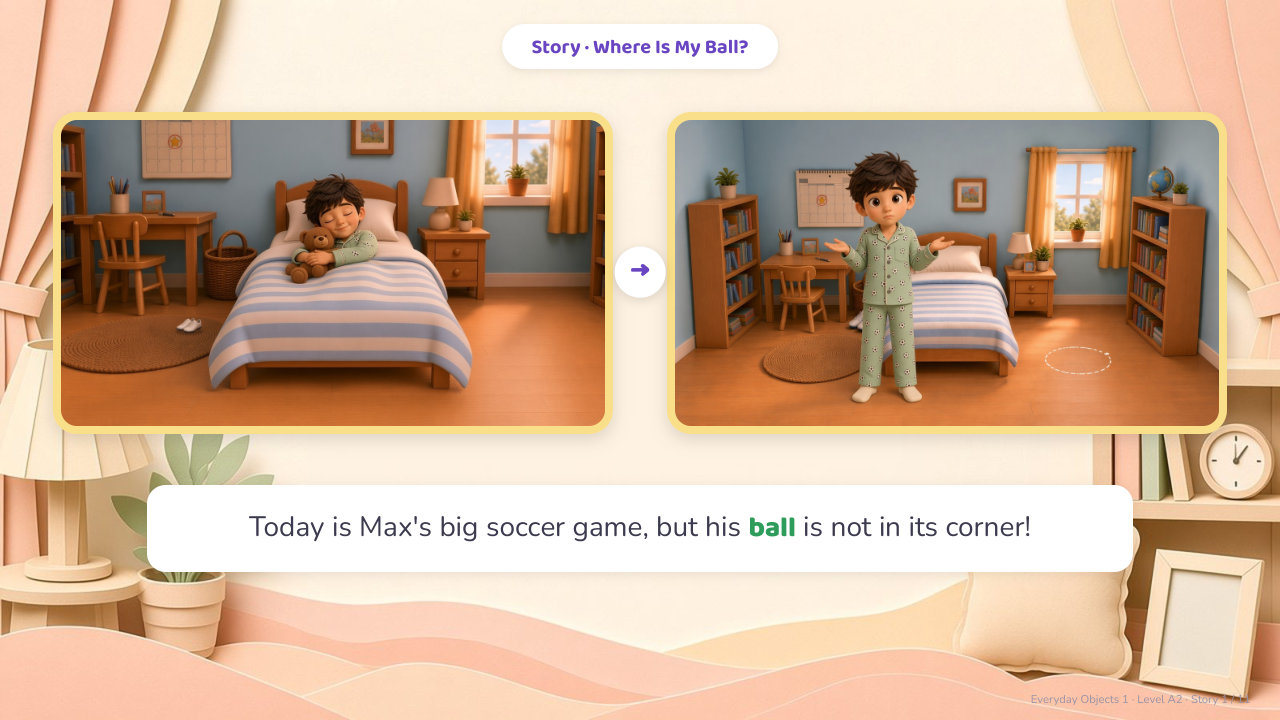 Story · Where Is My Ball?
Today is Max's big soccer game, but his ball is not in its corner!
Everyday Objects 1 · Level A2 · Story 1 / 11